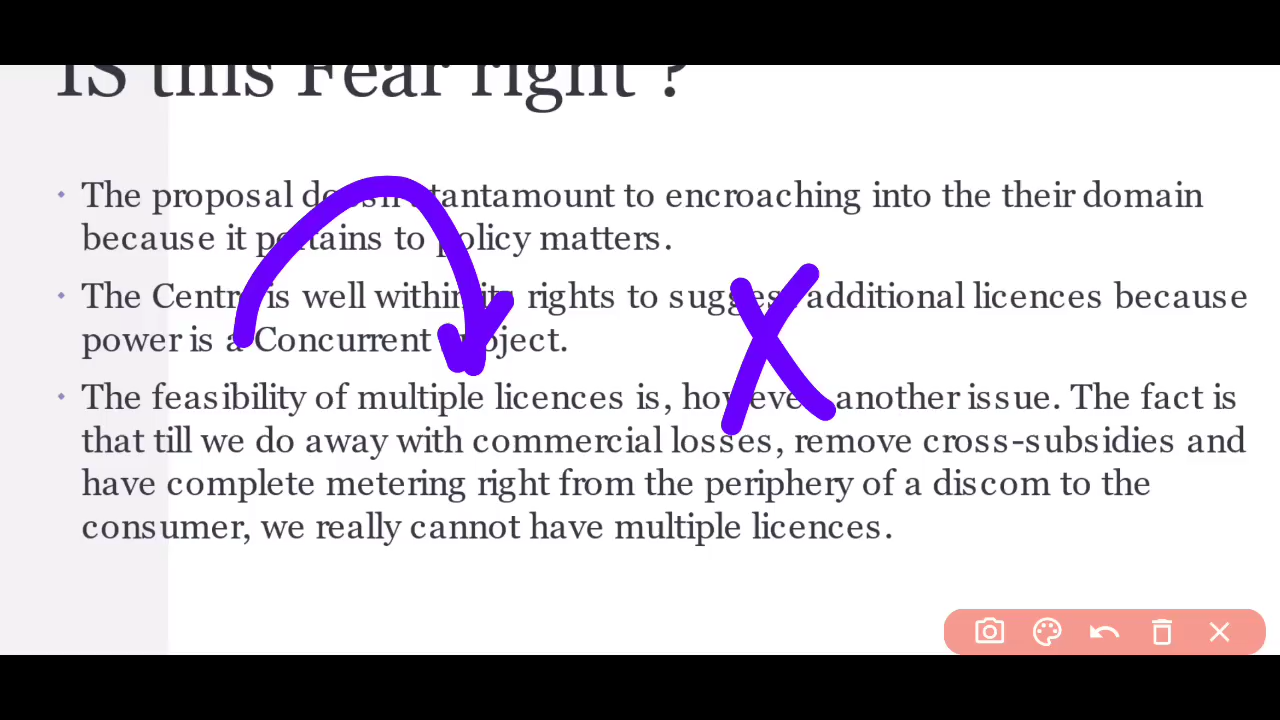 IS this Fear right ?
The proposal tantamount to encroaching into the their domain
because it pertains to policy matters.
The Centre is well within its rights to suggest additional licences because
power is a Concurrent
The feasibility of multiple licences is, however another issue. The fact is
that till we do away with commercial losses, remove cross-subsidies and
have complete metering right from the periphery of a discom to the
consumer, we really cannot have multiple licences.